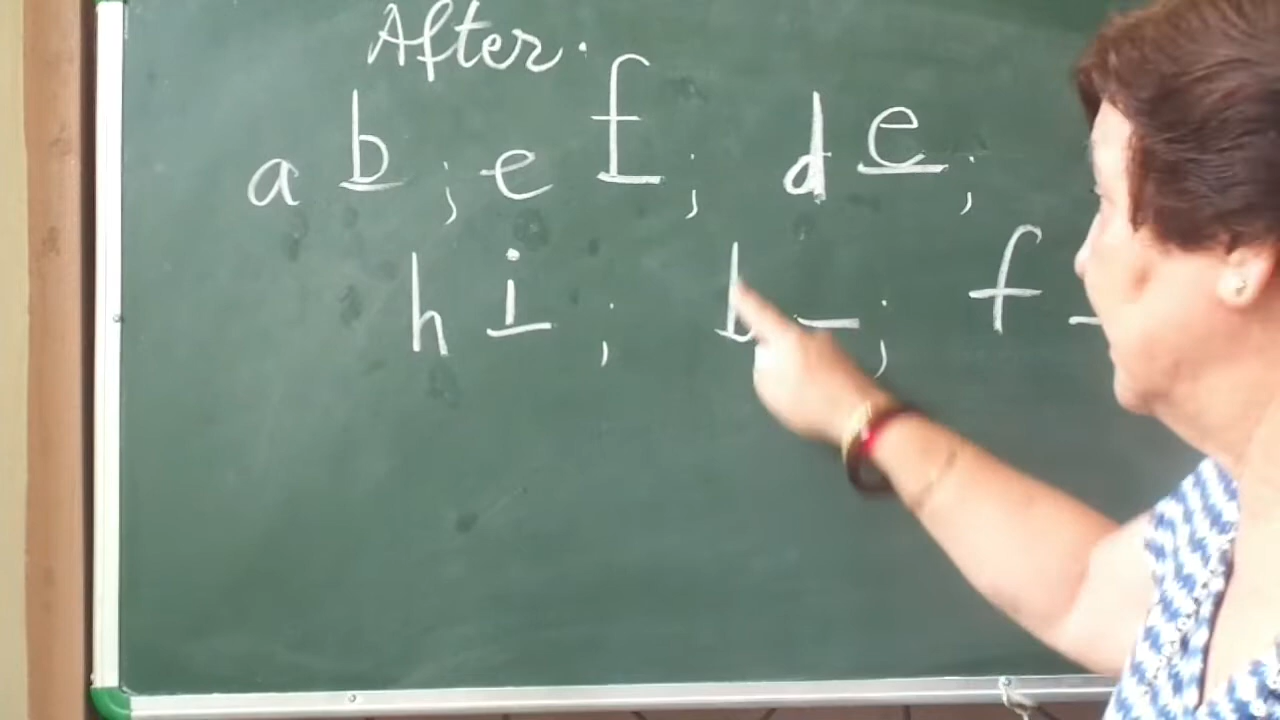 After.
a b ; e f ; d e ;
h i ; b _ ; f _